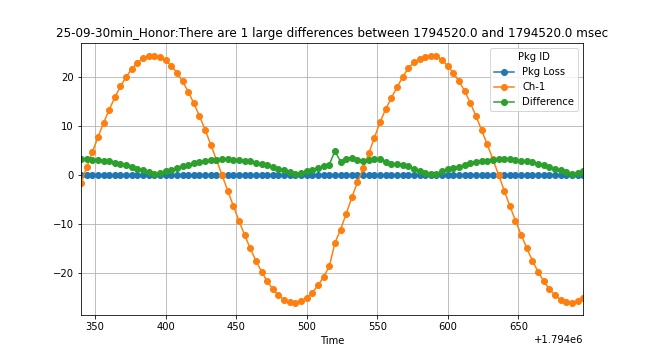 25-09-30min_Honor:There are 1 large differences between 1794520.0 and 1794520.0 msec
Pkg ID
Pkg Loss
Ch-1
Difference
20
10
0
−10
−20
350 400 450 500 550 600 650
Time
+1.794e6